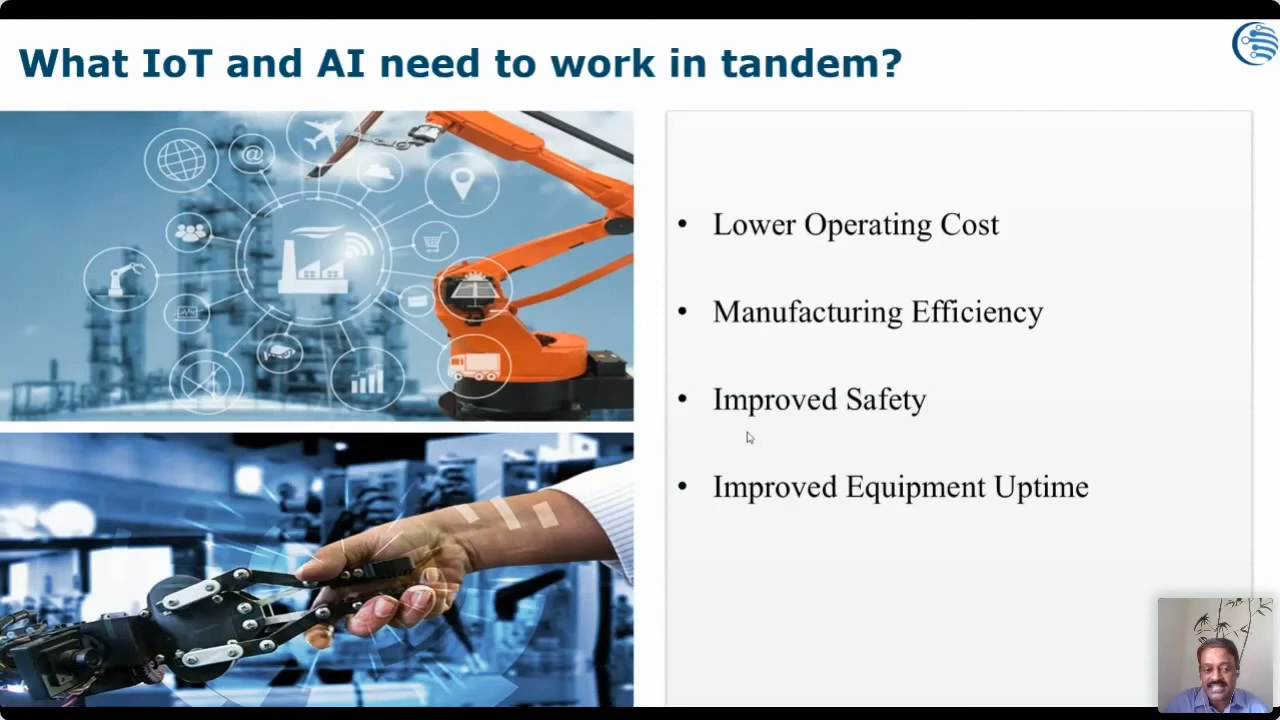 What IoT and AI need to work in tandem?
@
• Lower Operating Cost
• Manufacturing Efficiency
• Improved Safety
• Improved Equipment Uptime